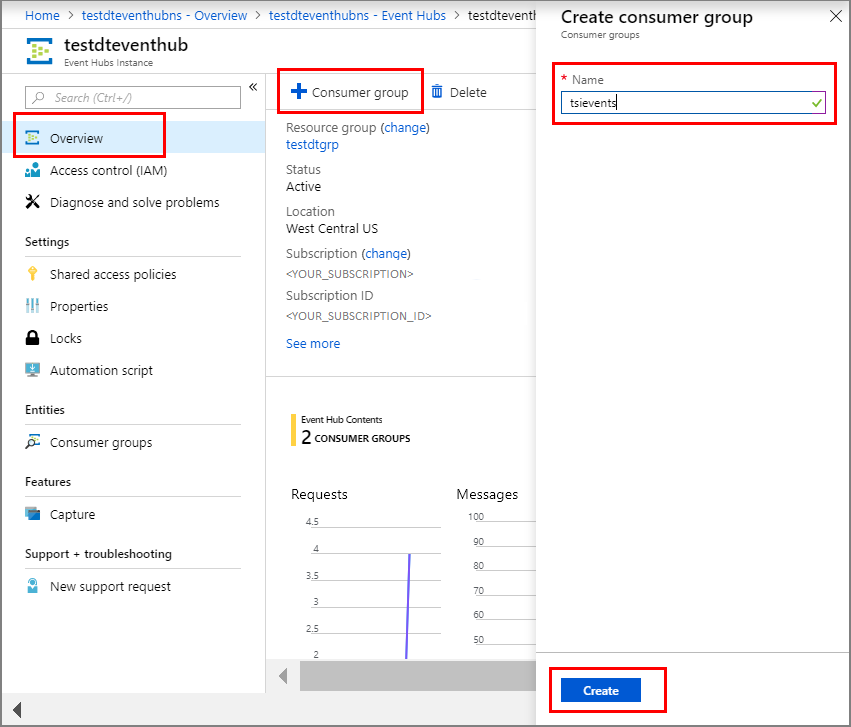 Home > testdteventhubns - Overview > testdteventhubns - Event Hubs > testdteventh
testdteventhub
Event Hubs Instance
Search (Ctrl+/)
«
Overview
Access control (IAM)
Diagnose and solve problems
Settings
Shared access policies
Properties
Locks
Automation script
Entities
Consumer groups
Features
Capture
Support + troubleshooting
New support request
Consumer group
Delete
Resource group (change)
testdtgrp
Status
Active
Location
West Central US
Subscription (change)
<YOUR_SUBSCRIPTION>
Subscription ID
<YOUR_SUBSCRIPTION_ID>
See more
Event Hub Contents
2 CONSUMER GROUPS
Requests
4.5
4
3.5
3
2.5
2
Messages
100
90
80
70
60
50
Create consumer group
Consumer groups
* Name
tsievents
Create